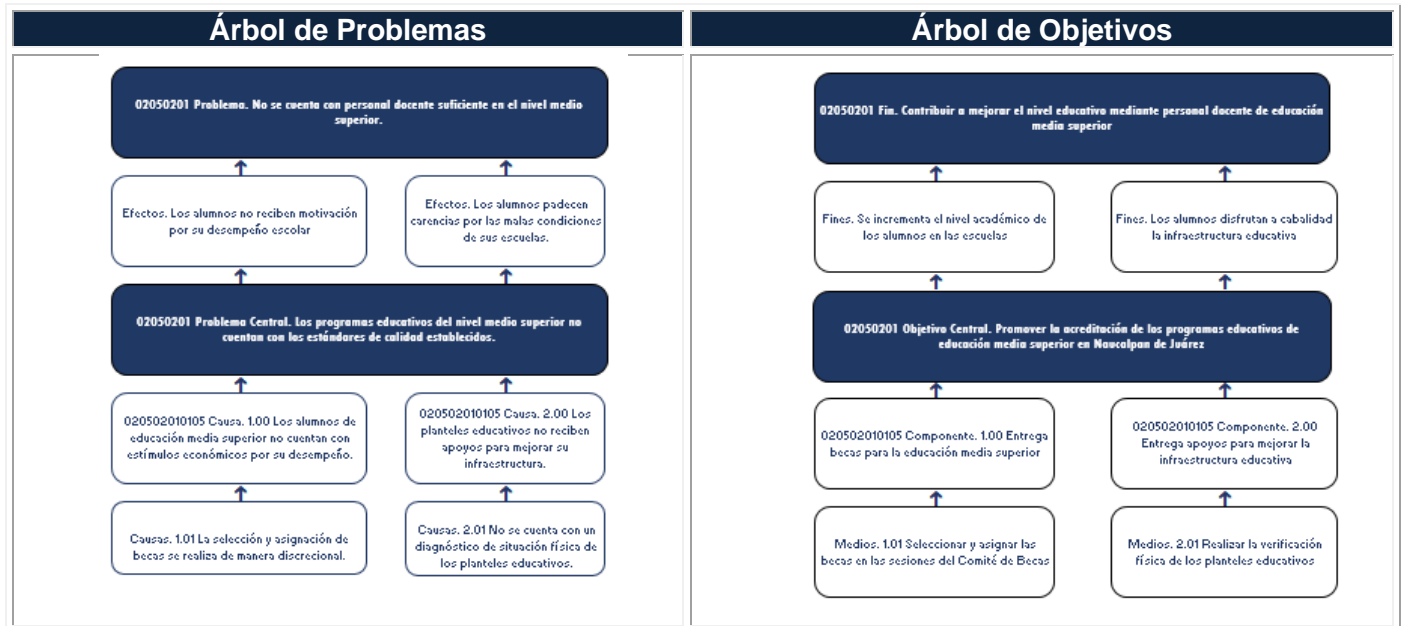 Árbol de Problemas
02050201 Problema. No se cuenta con personal docente suficiente en el nivel medio
superior.
Efectos. Los alumnos no reciben motivación
por su desempeño escolar
Efectos. Los alumnos padecen
carencias por las malas condiciones
de sus escuelas.
02050201 Problema Central. Los programas educativos del nivel medio superior no
cuentan con los estándares de calidad establecidos.
020502010105 Causa. 1.00 Los alumnos de
educación media superior no cuentan con
estímulos económicos por su desempeño.
020502010105 Causa. 2.00 Los
planteles educativos no reciben
apoyos para mejorar su
infraestructura.
Causas. 1.01 La selección y asignación de
becas se realiza de manera discrecional.
Causas. 2.01 No se cuenta con un
diagnóstico de situación física de
los planteles educativos.
Árbol de Objetivos
02050201 Fin. Contribuir a mejorar el nivel educativo mediante personal docente de educación
media superior
Fines. Se incrementa el nivel académico de
los alumnos en las escuelas
Fines. Los alumnos disfrutan a cabalidad
la infraestructura educativa
02050201 Objetivo Central. Promover la acreditación de los programas educativos de
educación media superior en Naucalpan de Juárez
020502010105 Componente. 1.00 Entrega
becas para la educación media superior
020502010105 Componente. 2.00
Entrega apoyos para mejorar la
infraestructura educativa
Medios. 1.01 Seleccionar y asignar las
becas en las sesiones del Comité de Becas
Medios. 2.01 Realizar la verificación
física de los planteles educativos